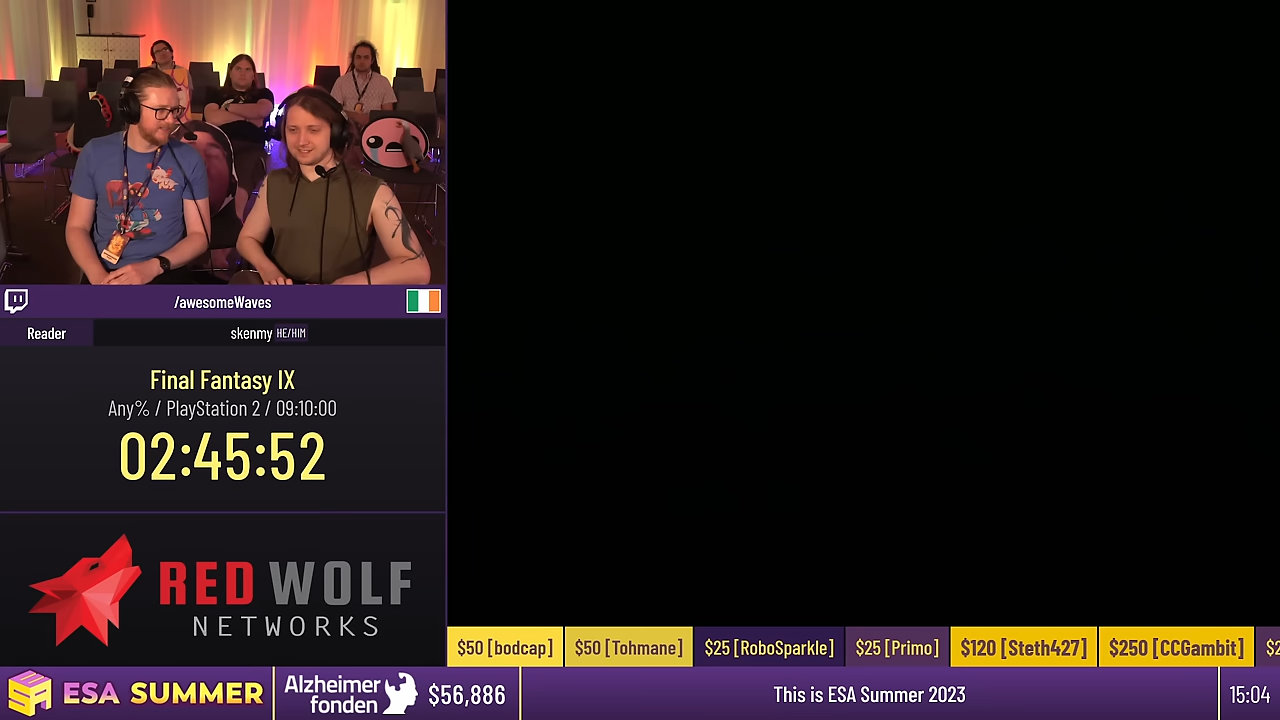 /awesomeWaves
Reader
skenmy HE/HIM
Final Fantasy IX
Any% / PlayStation 2 / 09:10:00
02:45:52
RED WOLF
NETWORKS
$50 [bodcap]
$50 [Tohmane]
$25 [RoboSparkle]
$25 [Primo]
$120 [Steth427]
$250 [CCGambit]
ESA SUMMER
Alzheimer
fonden
$56,886
This is ESA Summer 2023
15:04